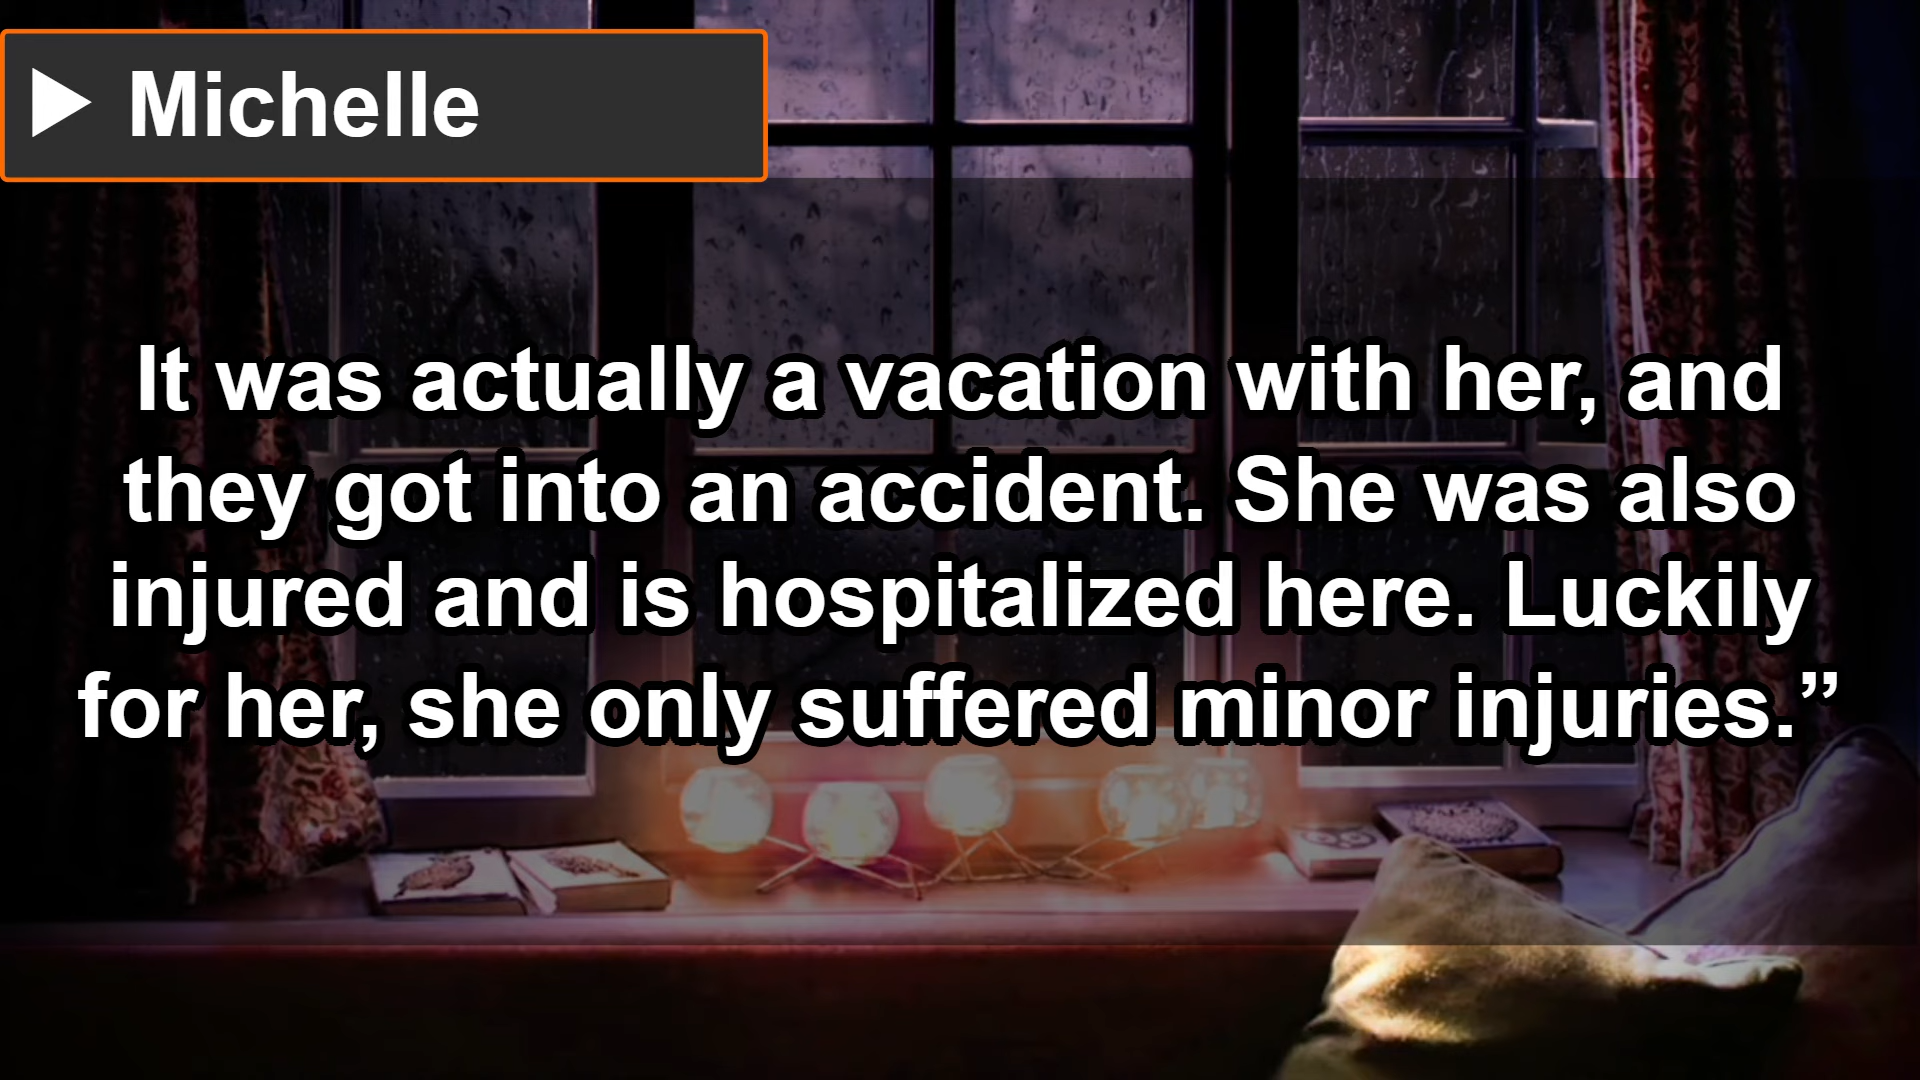 Michelle
It was actually a vacation with her, and
they got into an accident. She was also
injured and is hospitalized here. Luckily
for her, she only suffered minor injuries.”